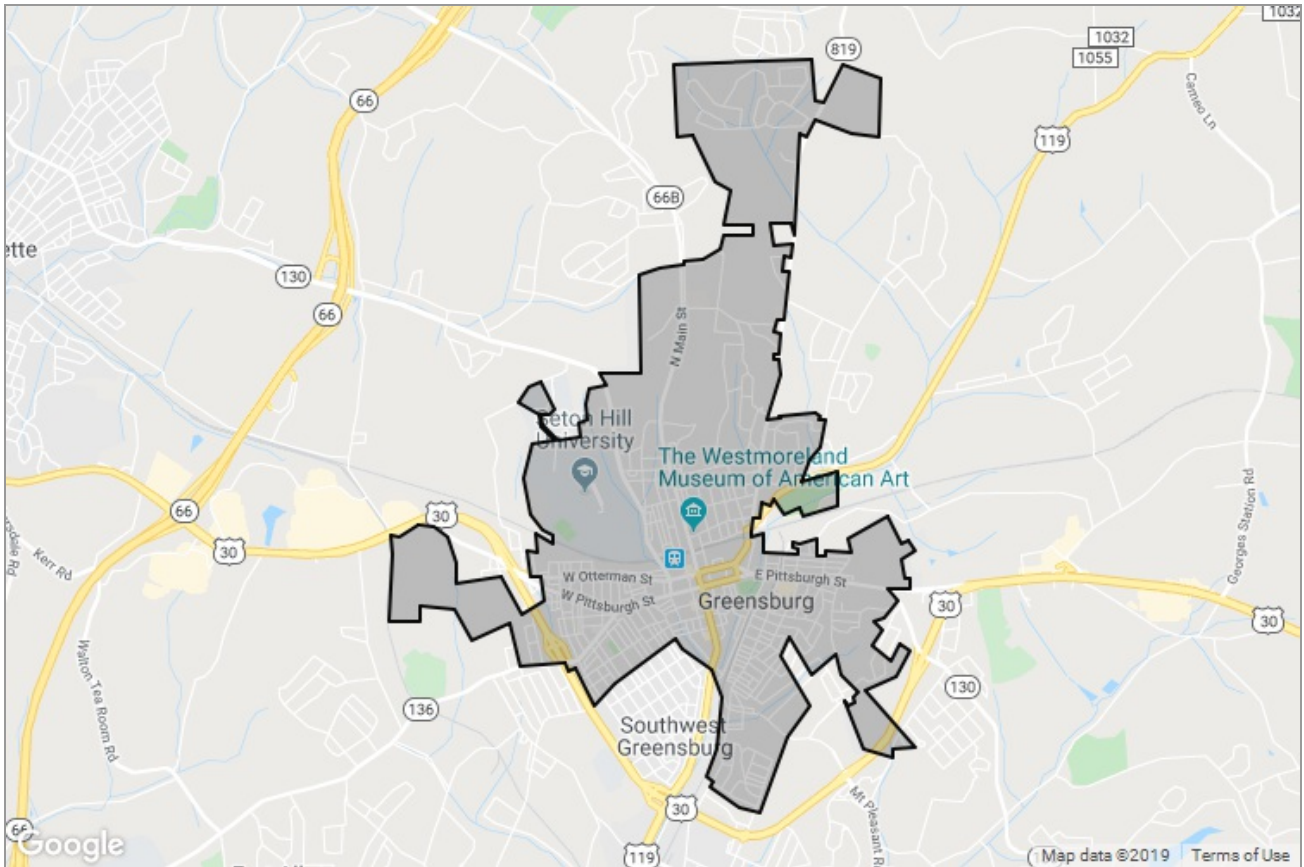 1032
1032
1055
819
66
119
Cameo Ln
66B
ette
130
66
N Main St
Seton Hill
University
The Westmoreland
Museum of American Art
66
30
30
Kerr Rd
Georges Station Rd
W Otterman St
E Pittsburgh St
W Pittsburgh St
Greensburg
30
30
Walton Tea Room Rd
136
130
Southwest
Greensburg
30
Mt Pleasant Rd
66
Google
119
Map data ©2019
Terms of Use